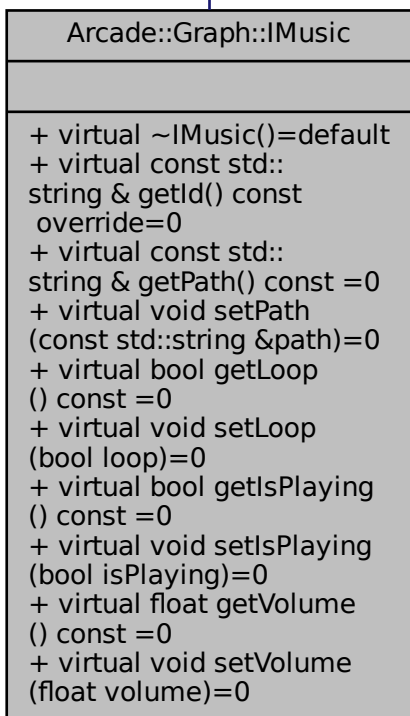 Arcade::Graph::IMusic
+ virtual ~IMusic()=default
+ virtual const std::
string & getId() const
 override=0
+ virtual const std::
string & getPath() const =0
+ virtual void setPath
(const std::string &path)=0
+ virtual bool getLoop
() const =0
+ virtual void setLoop
(bool loop)=0
+ virtual bool getIsPlaying
() const =0
+ virtual void setIsPlaying
(bool isPlaying)=0
+ virtual float getVolume
() const =0
+ virtual void setVolume
(float volume)=0